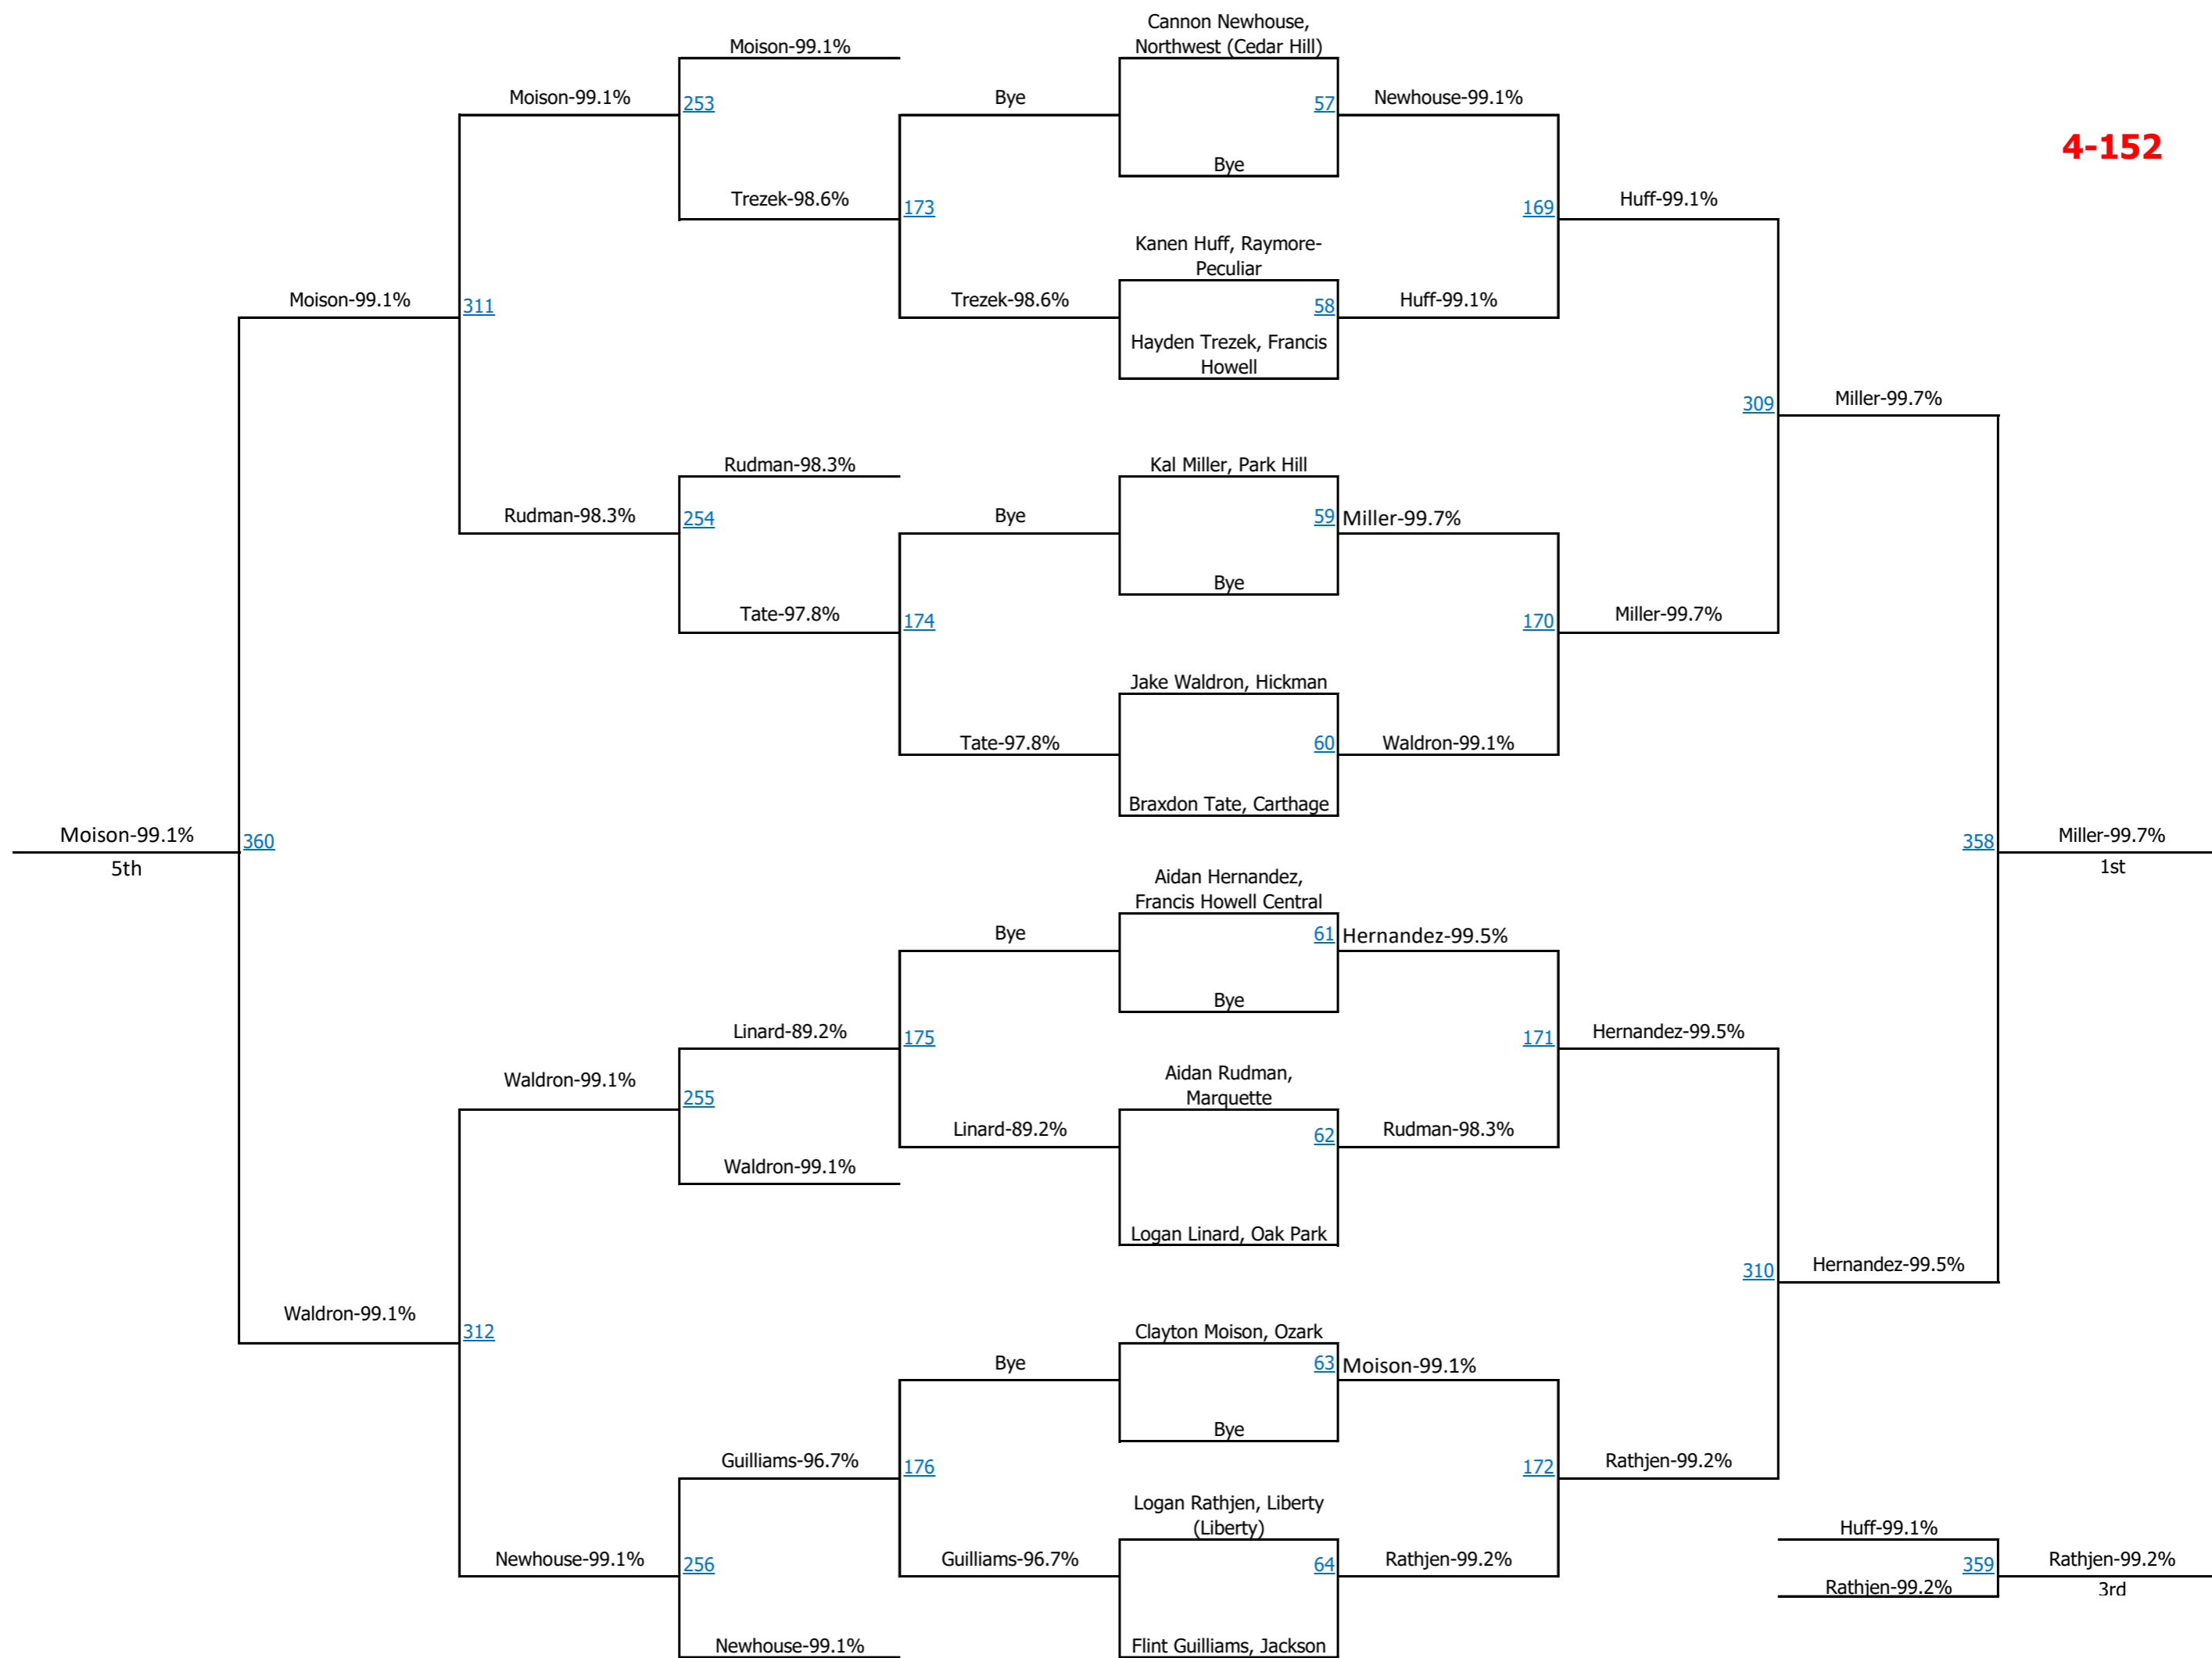 Cannon Newhouse,
Northwest (Cedar Hill)
Moison-99.1%
Moison-99.1%
253
Bye
57
Newhouse-99.1%
4-152
Bye
Trezek-98.6%
173
169
Huff-99.1%
Kanen Huff, Raymore-
Peculiar
Moison-99.1%
311
Trezek-98.6%
58
Huff-99.1%
Hayden Trezek, Francis
Howell
309
Miller-99.7%
Rudman-98.3%
Kal Miller, Park Hill
Rudman-98.3%
254
Bye
59
Miller-99.7%
Bye
Tate-97.8%
174
170
Miller-99.7%
Jake Waldron, Hickman
Tate-97.8%
60
Waldron-99.1%
Braxdon Tate, Carthage
Moison-99.1%
360
358
Miller-99.7%
5th
1st
Aidan Hernandez,
Francis Howell Central
Bye
61
Hernandez-99.5%
Bye
Linard-89.2%
175
171
Hernandez-99.5%
Waldron-99.1%
255
Aidan Rudman,
Marquette
Linard-89.2%
62
Rudman-98.3%
Waldron-99.1%
Logan Linard, Oak Park
310
Hernandez-99.5%
Waldron-99.1%
312
Clayton Moison, Ozark
Bye
63
Moison-99.1%
Bye
Guilliams-96.7%
176
172
Rathjen-99.2%
Logan Rathjen, Liberty
(Liberty)
Huff-99.1%
Newhouse-99.1%
256
Guilliams-96.7%
64
Rathjen-99.2%
359
Rathjen-99.2%
Rathjen-99.2%
3rd
Newhouse-99.1%
Flint Guilliams, Jackson